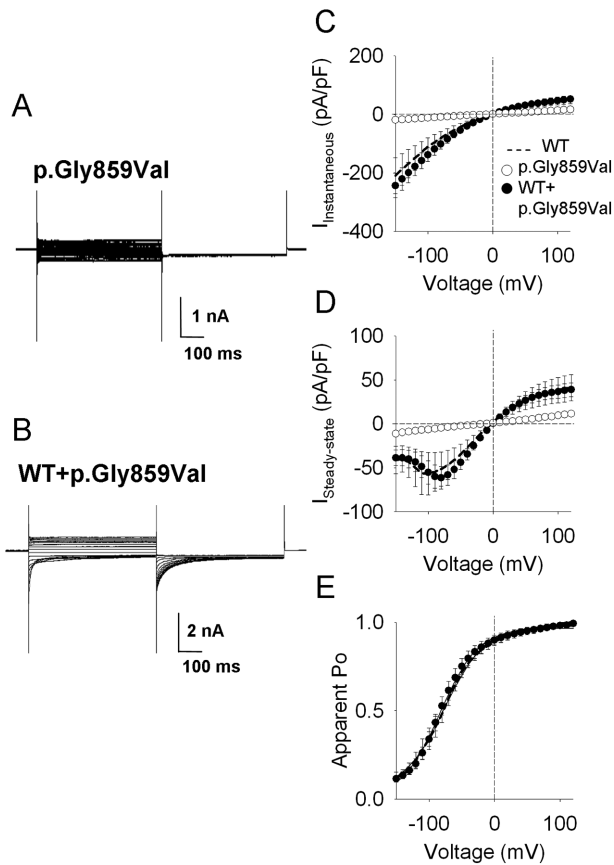 A
p.Gly859Val
1 nA
100 ms
B
WT+p.Gly859Val
2 nA
100 ms
C
IInstantaneous (pA/pF)
200
0
-200
-400
-100
0
100
Voltage (mV)
WT
p.Gly859Val
WT+
p.Gly859Val
D
ISteady-state (pA/pF)
100
50
0
-50
-100
-100
0
100
Voltage (mV)
E
Apparent Po
1.0
0.5
0.0
-100
0
100
Voltage (mV)